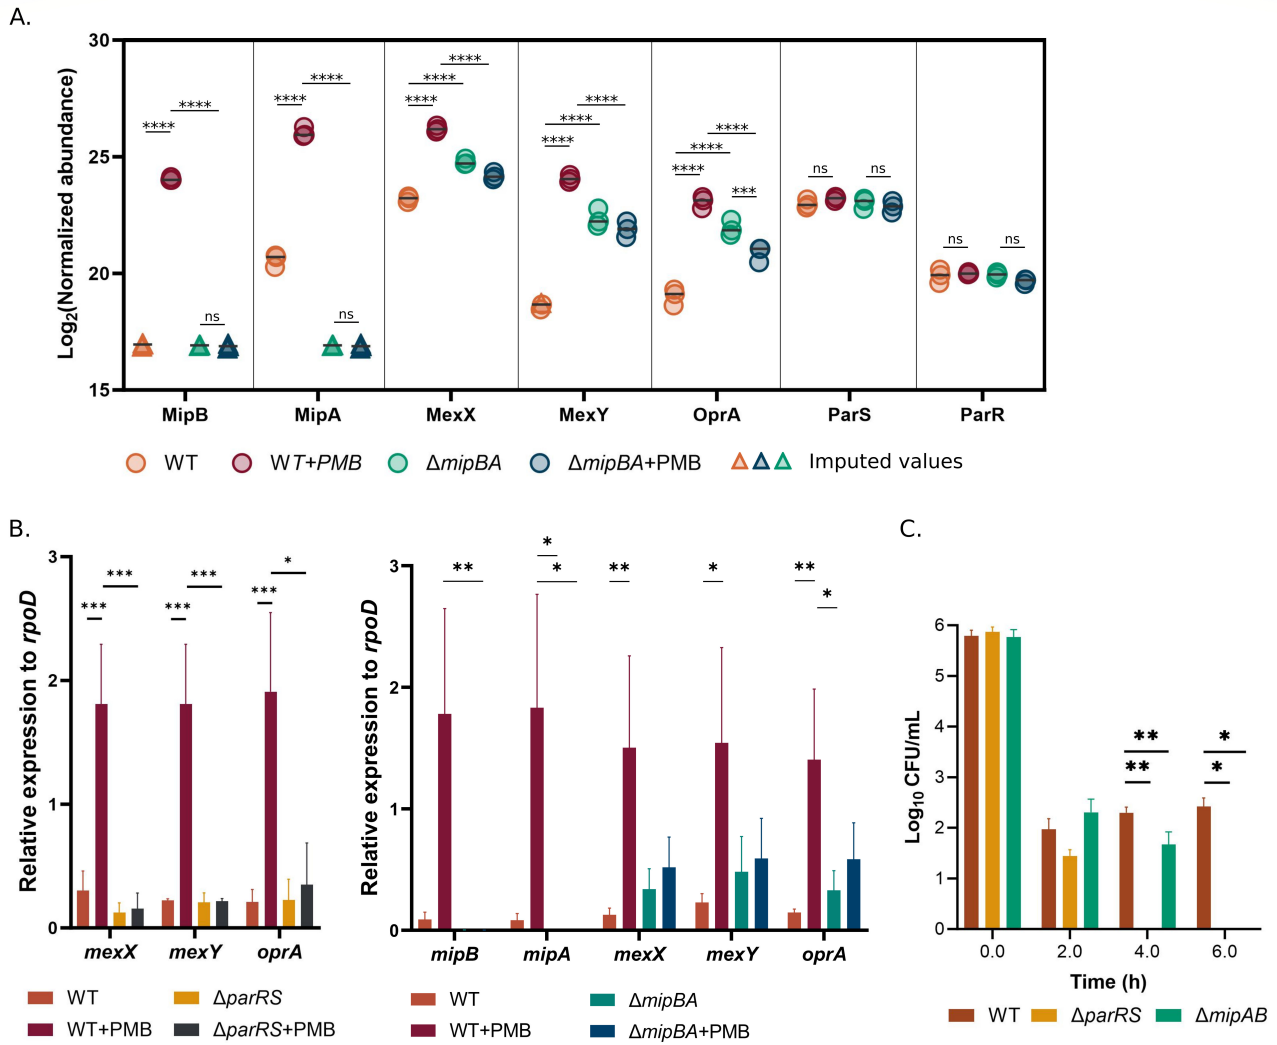 A.
30
25
20
15
Log2(Normalized abundance)
**** ****
**** ****
**** **** ****
**** **** ****
**** **** **** ***
ns ns
ns ns
ns
ns
MipB MipA MexX MexY OprA ParS ParR
WT WT+PMB ΔmipBA ΔmipBA+PMB Imputed values
B.
3
2
1
0
Relative expression to rpoD
*** ***
*** ***
*** *
mexX mexY oprA
WT ΔparRS
WT+PMB ΔparRS+PMB
3
2
1
0
Relative expression to rpoD
**
* *
**
*
** *
mipB mipA mexX mexY oprA
WT ΔmipBA
WT+PMB ΔmipBA+PMB
C.
6
5
4
3
2
1
0
Log10 CFU/mL
** **
* *
0.0 2.0 4.0 6.0
Time (h)
WT ΔparRS ΔmipAB